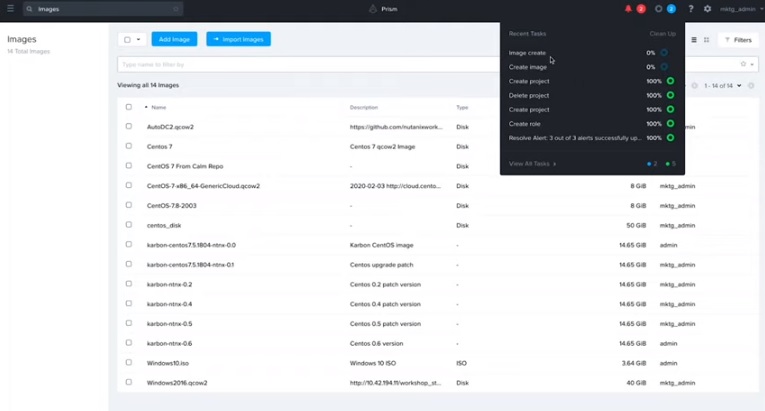 Images
Prism
2
2
?
mktg_admin
Images
14 Total Images
Add Image
Import Images
Filters
Type name to filter by
Viewing all 14 Images
1 - 14 of 14
Recent Tasks
Clean Up
Image create
0%
Create image
0%
Create project
100%
Delete project
100%
Create project
100%
Create role
100%
Resolve Alert: 3 out of 3 alerts successfully up...
100%
View All Tasks
2
5
Name
Description
Type
AutoDC2.qcow2
https://github.com/nutanixwork...
Disk
mktg_admin
Centos 7
Centos 7 qcow2 Image
Disk
CentOS 7 From Calm Repo
-
Disk
CentOS-7-x86_64-GenericCloud.qcow2
2020-02-03 http://cloud.cento...
Disk
8 GiB
mktg_admin
CentOS-7.8-2003
-
Disk
8 GiB
mktg_admin
centos_disk
-
Disk
50 GiB
mktg_admin
karbon-centos7.5.1804-ntnx-0.0
Karbon CentOS image
-
14.65 GiB
admin
karbon-centos7.5.1804-ntnx-0.1
Centos upgrade patch
-
14.65 GiB
mktg_admin
karbon-ntnx-0.2
Centos 0.2 patch version
-
14.65 GiB
mktg_admin
karbon-ntnx-0.4
Centos 0.4 patch version
-
14.65 GiB
mktg_admin
karbon-ntnx-0.5
Centos 0.5 patch version
-
14.65 GiB
mktg_admin
karbon-ntnx-0.6
Centos 0.6 version
-
14.65 GiB
admin
Windows10.iso
Windows 10 ISO
ISO
3.64 GiB
admin
Windows2016.qcow2
http://10.42.194.11/workshop_st...
Disk
40 GiB
mktg_admin